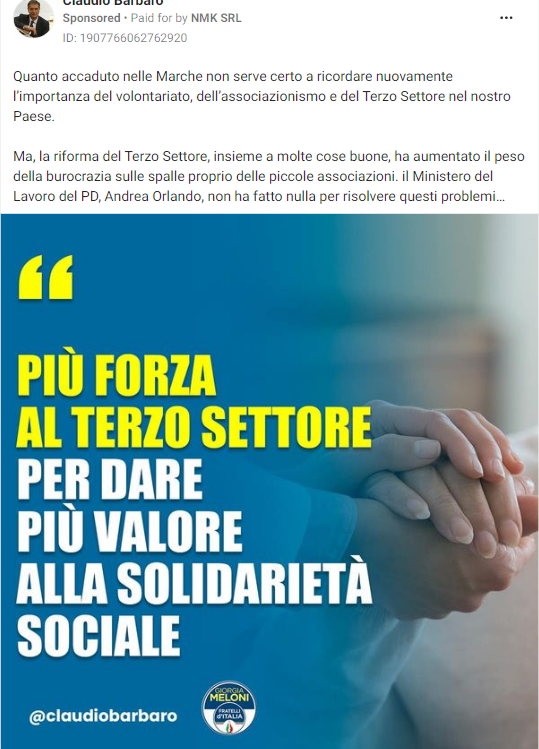 Claudio Barbaro
Sponsored • Paid for by NMK SRL
ID: 1907766062762920
Quanto accaduto nelle Marche non serve certo a ricordare nuovamente
l'importanza del volontariato, dell'associazionismo e del Terzo Settore nel nostro
Paese.
Ma, la riforma del Terzo Settore, insieme a molte cose buone, ha aumentato il peso
della burocrazia sulle spalle proprio delle piccole associazioni. il Ministero del
Lavoro del PD, Andrea Orlando, non ha fatto nulla per risolvere questi problemi...
“
PIÙ FORZA
AL TERZO SETTORE
PER DARE
PIÙ VALORE
ALLA SOLIDARIETÀ
SOCIALE
@claudiobarbaro
GIORGIA
MELONI
FRATELLI
d'ITALIA